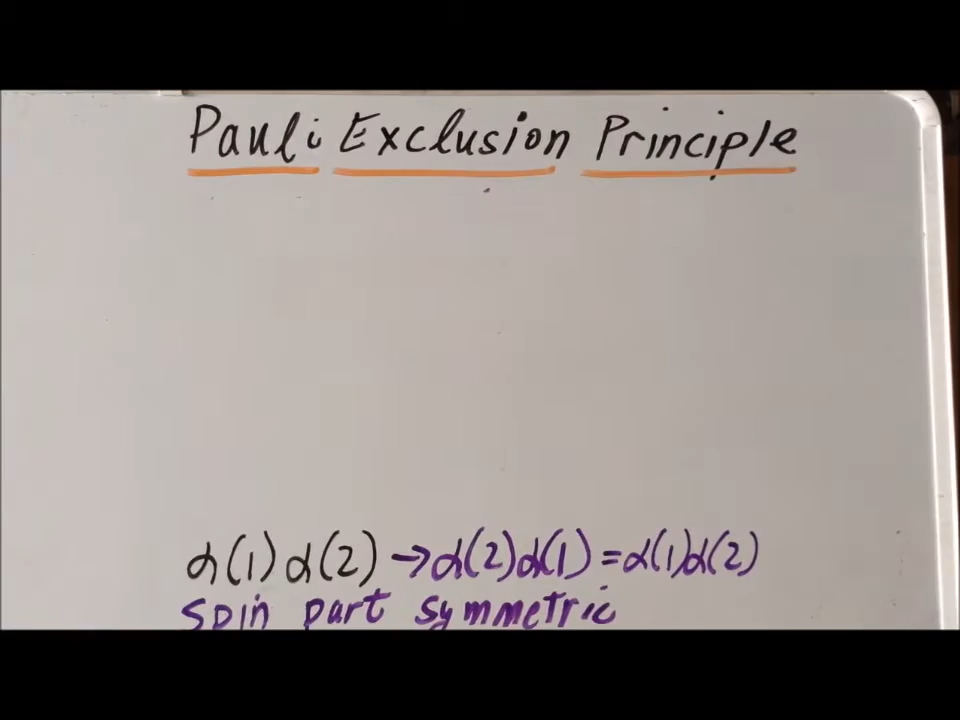 Pauli Exclusion Principle
α(1) α(2) → α(2) α(1) = α(1) α(2)
spin part symmetric